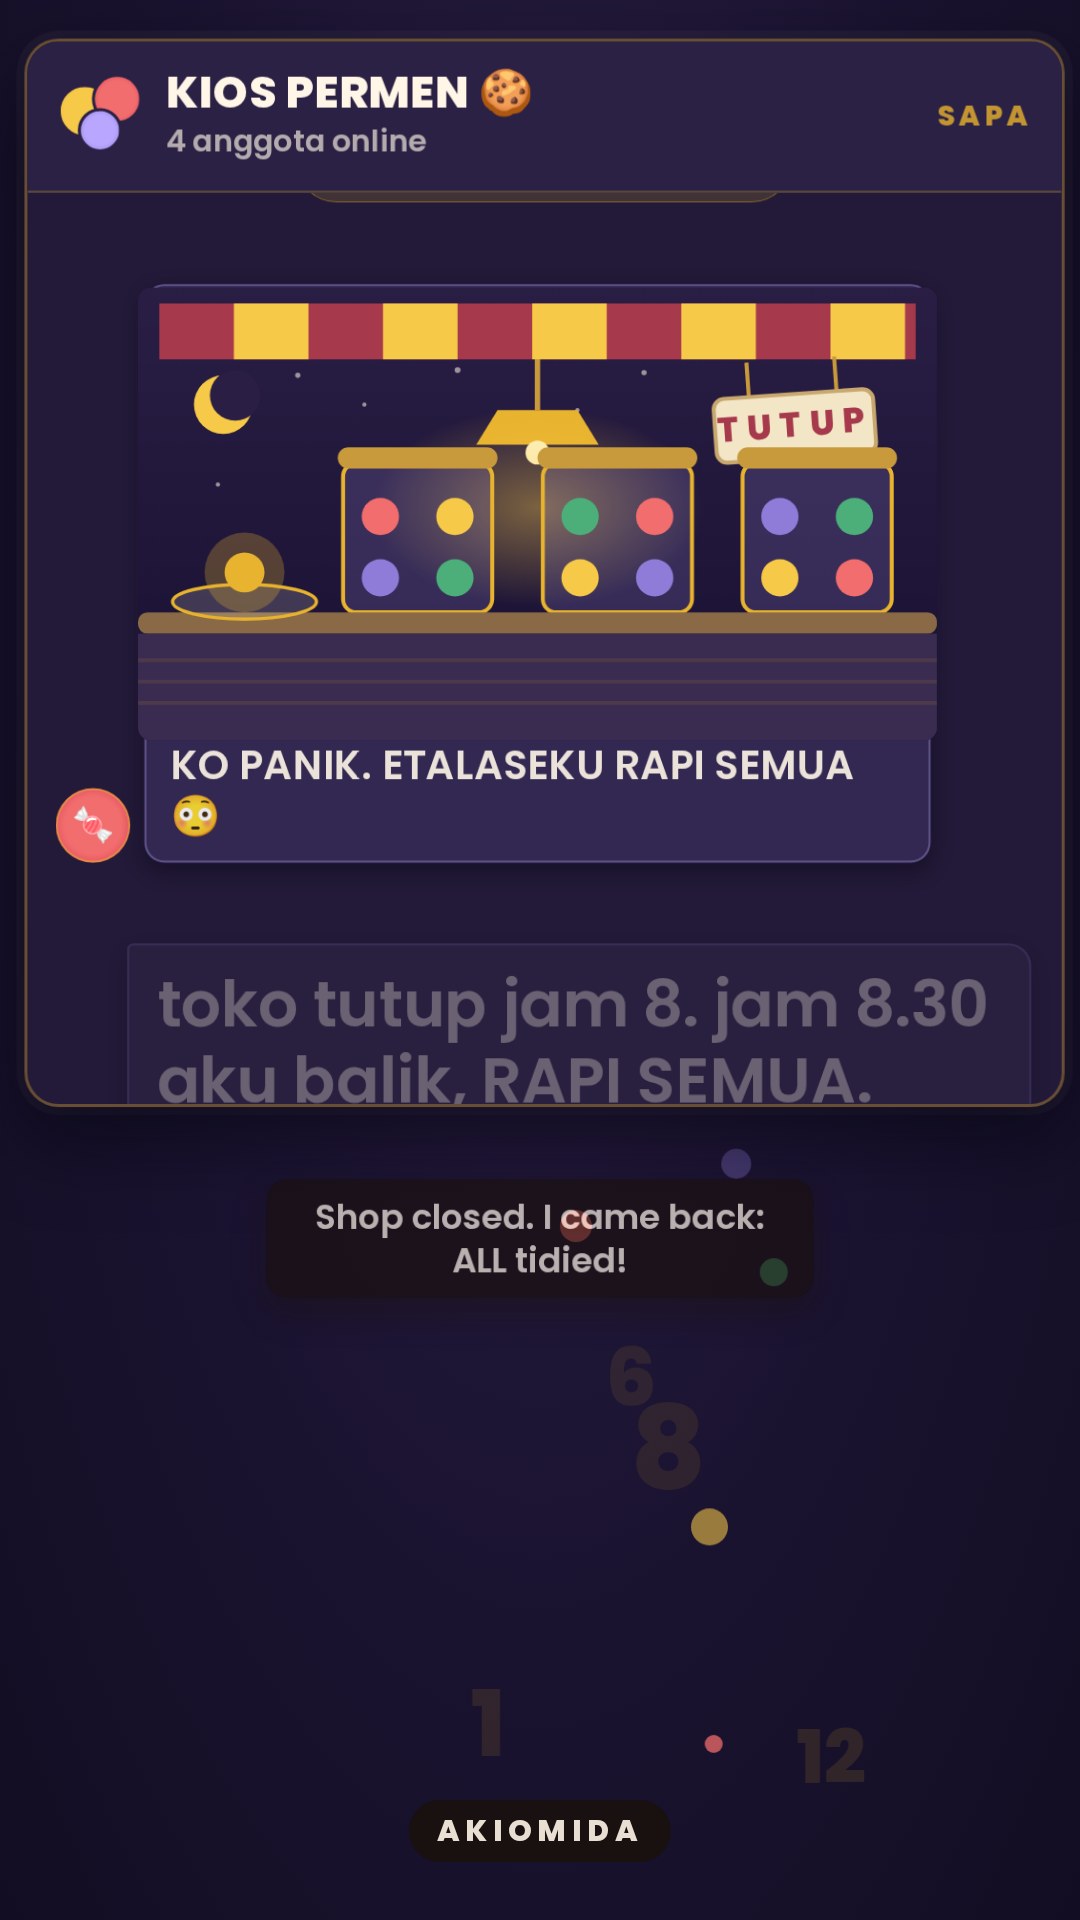 KIOS PERMEN 🍪
4 anggota online
SAPA
TUTUP
KO PANIK. ETALASEKU RAPI SEMUA
😳
toko tutup jam 8. jam 8.30
aku balik, RAPI SEMUA.
Shop closed. I came back:
ALL tidied!
6
8
1
12
AKIOMIDA